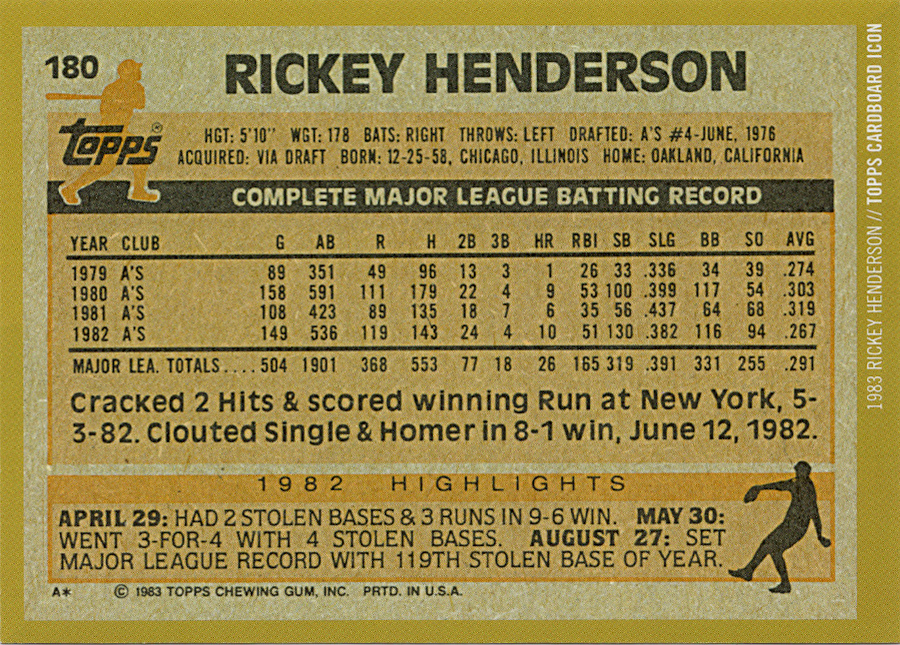 180
RICKEY HENDERSON
Topps®
HGT: 5'10" WGT: 178 BATS: RIGHT THROWS: LEFT DRAFTED: A'S #4-JUNE, 1976
ACQUIRED: VIA DRAFT BORN: 12-25-58, CHICAGO, ILLINOIS HOME: OAKLAND, CALIFORNIA
COMPLETE MAJOR LEAGUE BATTING RECORD
YEAR CLUB G AB R H 2B 3B HR RBI SB SLG BB SO AVG
1979 A'S 89 351 49 96 13 3 1 26 33 .336 34 39 .274
1980 A'S 158 591 111 179 22 4 9 53 100 .399 117 54 .303
1981 A'S 108 423 89 135 18 7 6 35 56 .437 64 68 .319
1982 A'S 149 536 119 143 24 4 10 51 130 .382 116 94 .267
MAJOR LEA. TOTALS.... 504 1901 368 553 77 18 26 165 319 .391 331 255 .291
Cracked 2 Hits & scored winning Run at New York, 5-
3-82. Clouted Single & Homer in 8-1 win, June 12, 1982.
1982 HIGHLIGHTS
APRIL 29: HAD 2 STOLEN BASES & 3 RUNS IN 9-6 WIN. MAY 30:
WENT 3-FOR-4 WITH 4 STOLEN BASES. AUGUST 27: SET
MAJOR LEAGUE RECORD WITH 119TH STOLEN BASE OF YEAR.
A* © 1983 TOPPS CHEWING GUM, INC. PRTD. IN U.S.A.
1983 RICKEY HENDERSON // TOPPS CARDBOARD ICON